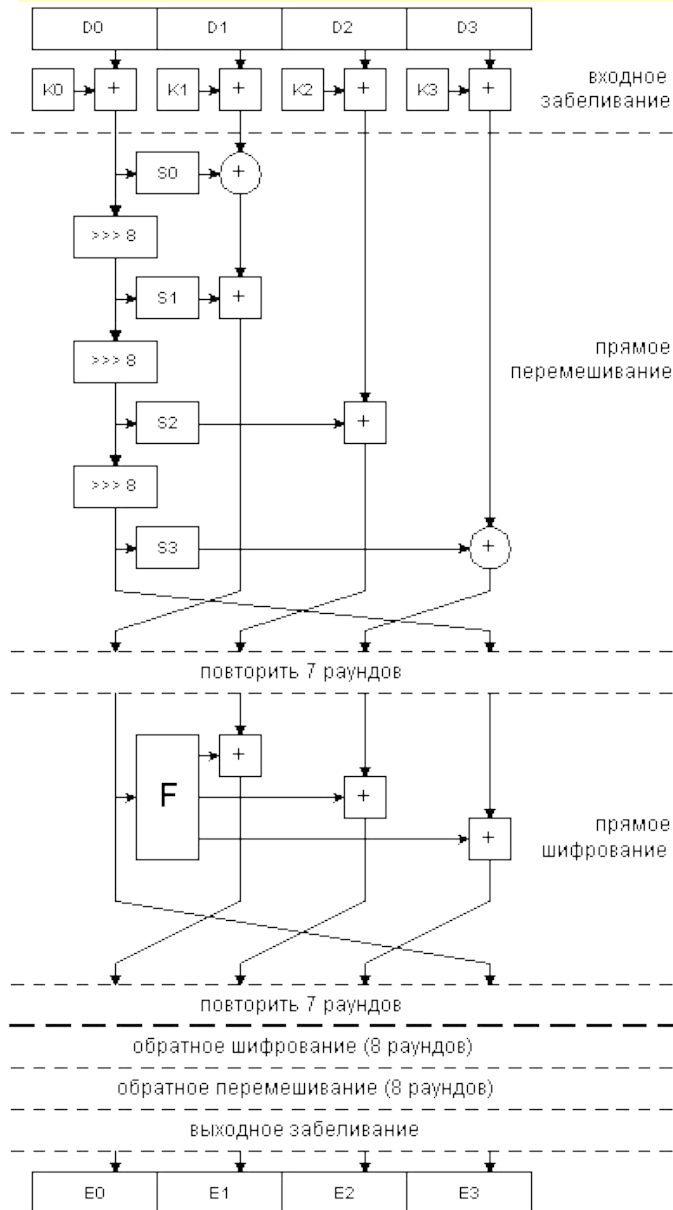 D0 D1 D2 D3
K0 + K1 + K2 + K3 +
входное
забеливание
S0 +
>>> 8
S1 +
>>> 8
прямое
перемешивание
S2 +
>>> 8
S3 +
повторить 7 раундов
F + + +
прямое
шифрование
повторить 7 раундов
обратное шифрование (8 раундов)
обратное перемешивание (8 раундов)
выходное забеливание
E0 E1 E2 E3